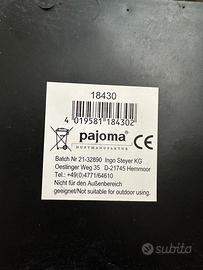 18430
4 019581 184302
pajoma®
DUFTMANUFAKTUR
CE
Batch Nr 21-32890 Ingo Steyer KG
Oestinger Weg 35 D-21745 Hemmoor
Tel.: +49(0)4771/64610
Nicht für den Außenbereich
geeignet/Not suitable for outdoor using.
subito